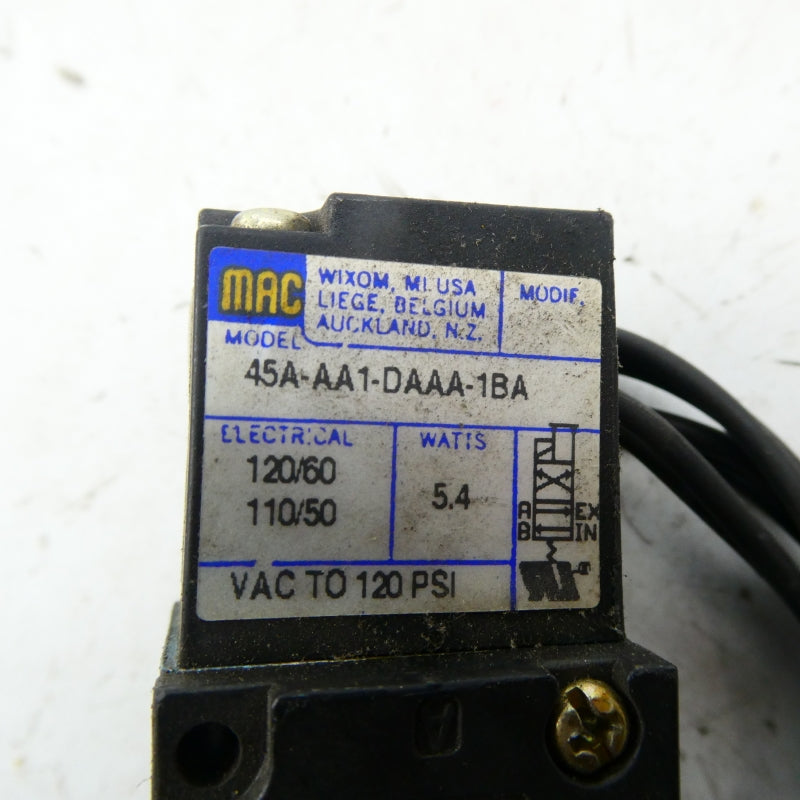 MAC
WIXOM, MI. USA
LIEGE, BELGIUM
AUCKLAND, N.Z.
MODIF.
MODEL
45A-AA1-DAAA-1BA
ELECTRICAL
120/60
110/50
WATTS
5.4
A EX
B IN
VAC TO 120 PSI